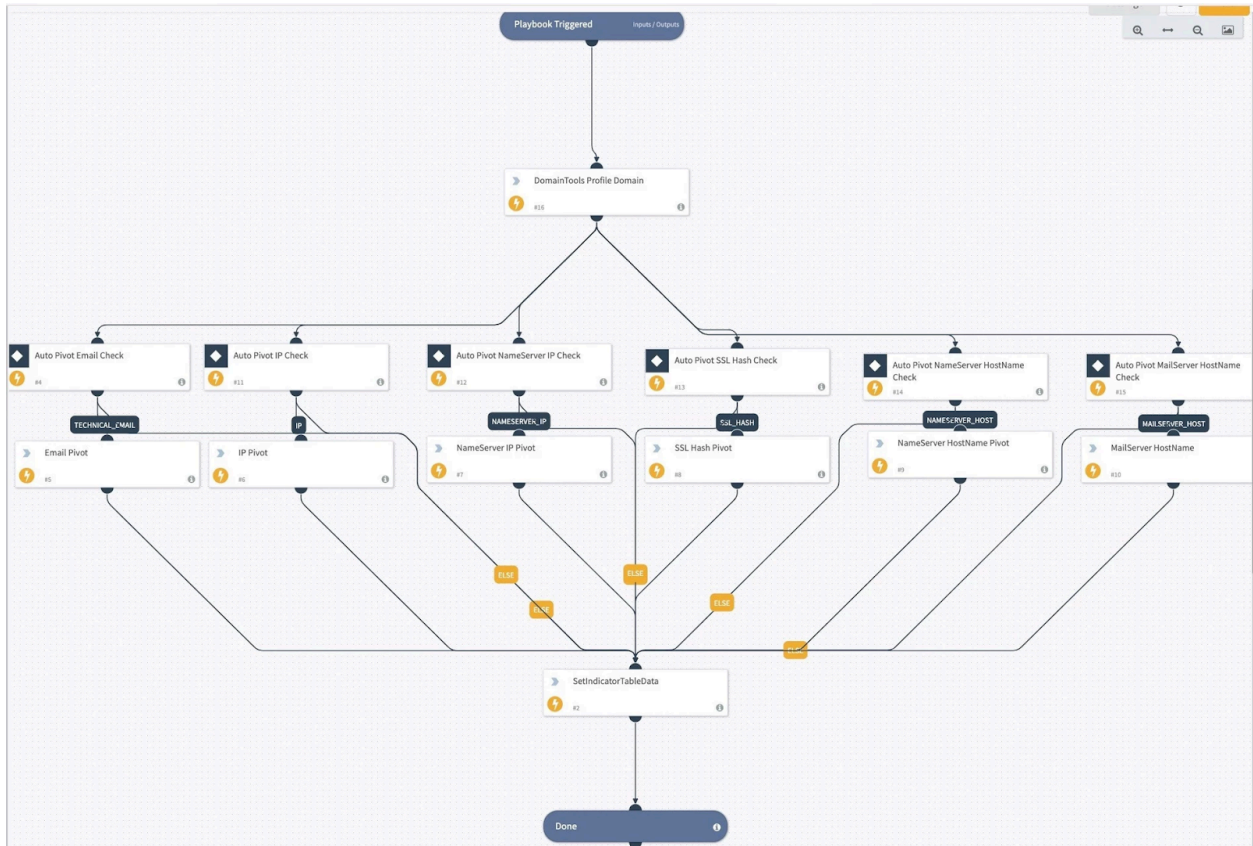 Playbook Triggered
Inputs / Outputs
DomainTools Profile Domain
#16
Auto Pivot Email Check
#4
Auto Pivot IP Check
#11
Auto Pivot NameServer IP Check
#12
Auto Pivot SSL Hash Check
#13
Auto Pivot NameServer HostName
Check
#14
Auto Pivot MailServer HostName
Check
#15
TECHNICAL_EMAIL
IP
NAMESERVER_IP
SSL_HASH
NAMESERVER_HOST
MAILSERVER_HOST
Email Pivot
#5
IP Pivot
#6
NameServer IP Pivot
#7
SSL Hash Pivot
#8
NameServer HostName Pivot
#9
MailServer HostName
#10
ELSE
ELSE
ELSE
ELSE
ELSE
SetIndicatorTableData
#2
Done